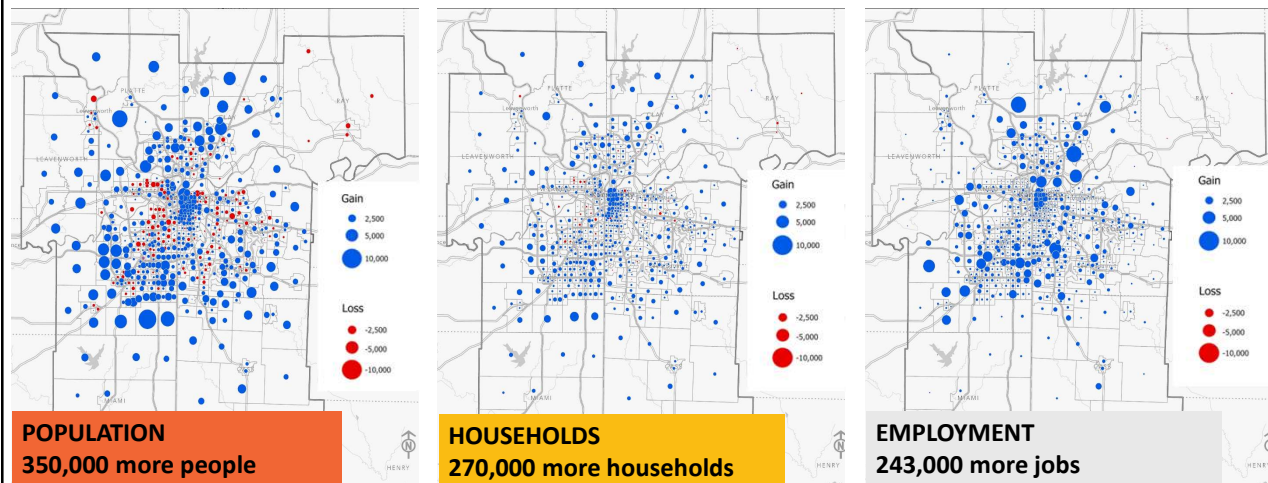 PLATTE
Leavenworth
CLAY
RAY
LEAVENWORTH
MIAMI
Gain
2,500
5,000
10,000
Loss
-2,500
-5,000
-10,000
POPULATION
350,000 more people
N
HENRY
PLATTE
Leavenworth
CLAY
RAY
LEAVENWORTH
MIAMI
Gain
2,500
5,000
10,000
Loss
-2,500
-5,000
-10,000
HOUSEHOLDS
270,000 more households
N
HENRY
PLATTE
Leavenworth
RAY
LEAVENWORTH
MIAMI
Gain
2,500
5,000
10,000
Loss
-2,500
-5,000
-10,000
EMPLOYMENT
243,000 more jobs
N